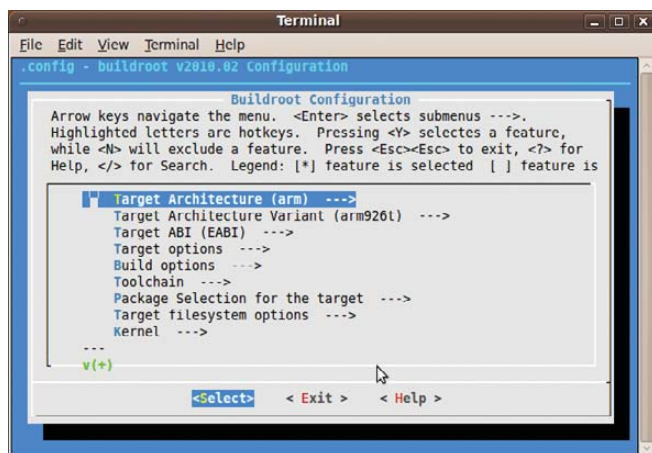 Terminal
File Edit View Terminal Help
.config - buildroot v2010.02 Configuration
Buildroot Configuration
Arrow keys navigate the menu. <Enter> selects submenus --->.
Highlighted letters are hotkeys. Pressing <Y> selectes a feature,
while <N> will exclude a feature. Press <Esc><Esc> to exit, <?> for
Help, </> for Search. Legend: [*] feature is selected [ ] feature is
Target Architecture (arm) --->
Target Architecture Variant (arm926t) --->
Target ABI (EABI) --->
Target options --->
Build options --->
Toolchain --->
Package Selection for the target --->
Target filesystem options --->
Kernel --->
---
v(+)
<Select> < Exit > < Help >